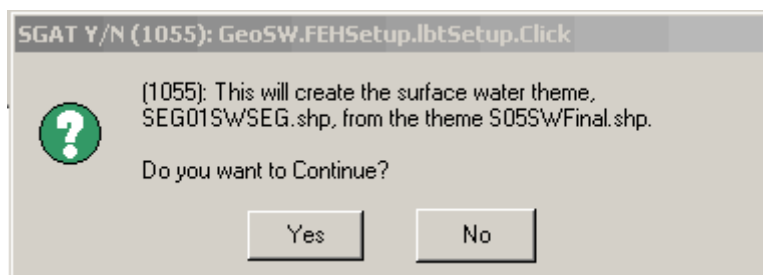 SGAT Y/N (1055): GeoSW.FEHSetup.lbtSetup.Click
(1055): This will create the surface water theme,
SEG01SWSEG.shp, from the theme S05SWFinal.shp.
Do you want to Continue?
Yes No